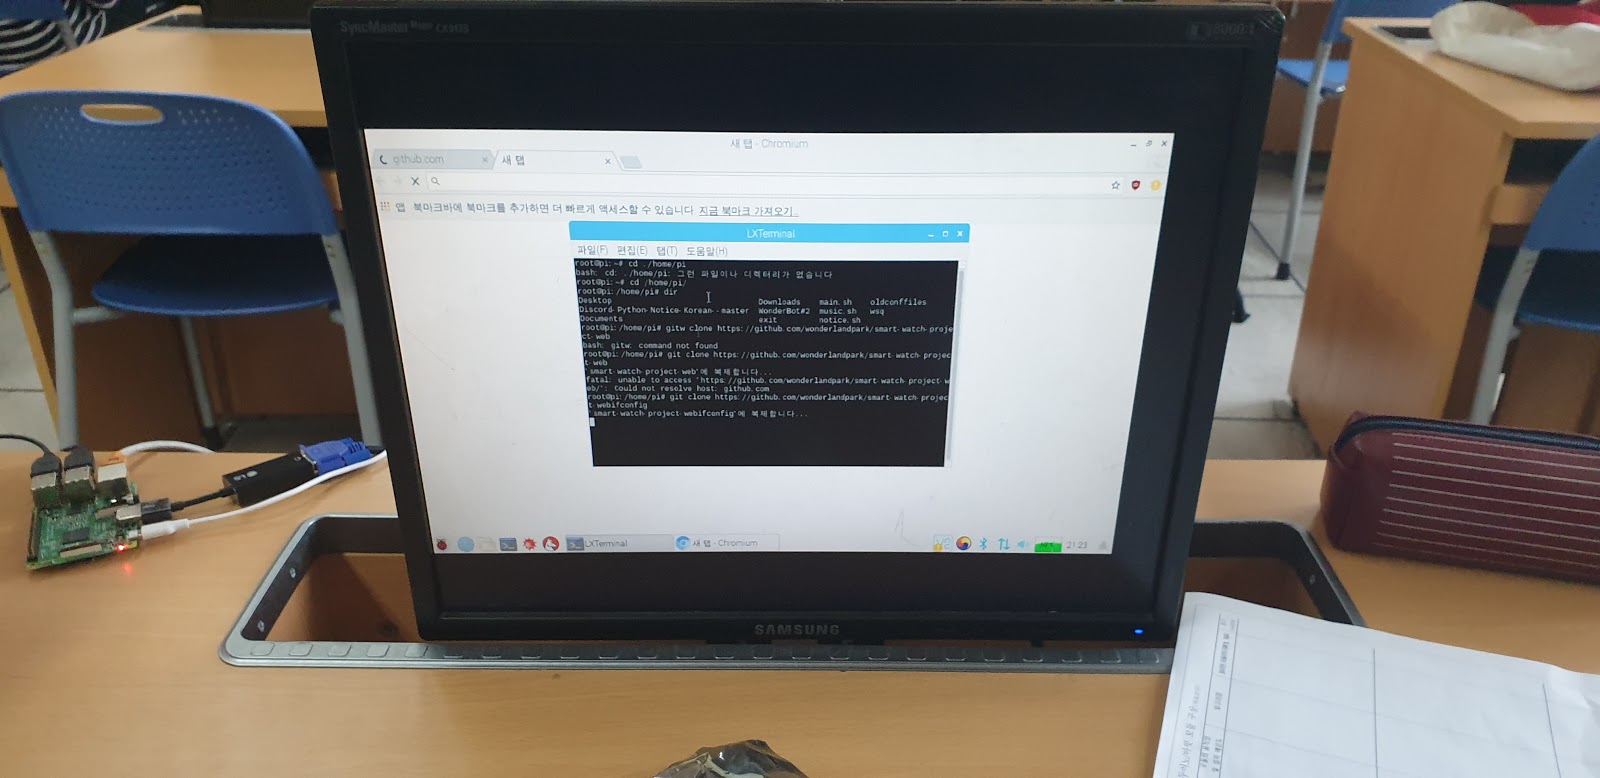 SyncMaster Magic CX913S
8000:1
새 탭 - Chromium
github.com
새 탭
앱 북마크바에 북마크를 추가하면 더 빠르게 액세스할 수 있습니다. 지금 북마크 가져오기...
LXTerminal
파일(F) 편집(E) 탭(T) 도움말(H)
root@pi:~# cd ./home/pi
bash: cd: ./home/pi: 그런 파일이나 디렉터리가 없습니다
root@pi:~# cd /home/pi/
root@pi:/home/pi# dir
Desktop Downloads main.sh oldconffiles
Discord-Python-Notice-Korean--master WonderBot#2 music.sh wsq
Documents exit notice.sh
root@pi:/home/pi# gitw clone https://github.com/wonderlandpark/smart-watch-proje
ct-web
bash: gitw: command not found
root@pi:/home/pi# git clone https://github.com/wonderlandpark/smart-watch-projec
t-web
'smart-watch-project-web'에 복제합니다...
fatal: unable to access 'https://github.com/wonderlandpark/smart-watch-project-w
eb/': Could not resolve host: github.com
root@pi:/home/pi# git clone https://github.com/wonderlandpark/smart-watch-projec
t-webifconfig
'smart-watch-project-webifconfig'에 복제합니다...
LXTerminal
새 탭 - Chromium
21:23
SAMSUNG
LG